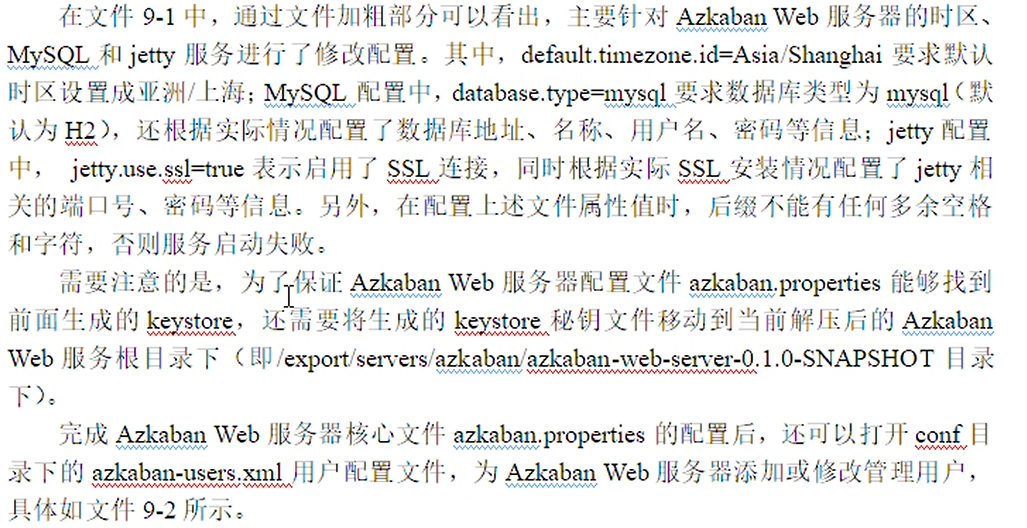 在文件 9-1 中，通过文件加粗部分可以看出，主要针对 Azkaban Web 服务器的时区、
MySQL 和 jetty 服务进行了修改配置。其中，default.timezone.id=Asia/Shanghai 要求默认
时区设置成亚洲/上海；MySQL 配置中，database.type=mysql 要求数据库类型为 mysql（默
认为 H2），还根据实际情况配置了数据库地址、名称、用户名、密码等信息；jetty 配置
中， jetty.use.ssl=true 表示启用了 SSL 连接，同时根据实际 SSL 安装情况配置了 jetty 相
关的端口号、密码等信息。另外，在配置上述文件属性值时，后缀不能有任何多余空格
和字符，否则服务启动失败。
需要注意的是，为了保证 Azkaban Web 服务器配置文件 azkaban.properties 能够找到
前面生成的 keystore，还需要将生成的 keystore 秘钥文件移动到当前解压后的 Azkaban
Web 服务根目录下（即/export/servers/azkaban/azkaban-web-server-0.1.0-SNAPSHOT 目录
下）。
完成 Azkaban Web 服务器核心文件 azkaban.properties 的配置后，还可以打开 conf 目
录下的 azkaban-users.xml 用户配置文件，为 Azkaban Web 服务器添加或修改管理用户，
具体如文件 9-2 所示。